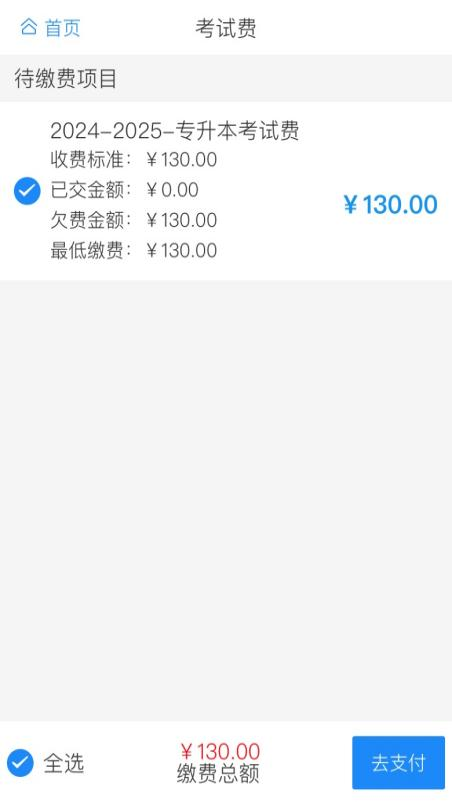 首页
考试费
待缴费项目
2024-2025-专升本考试费
收费标准：￥130.00
已交金额：￥0.00
￥130.00
欠费金额：￥130.00
最低缴费：￥130.00
全选
￥130.00
缴费总额
去支付